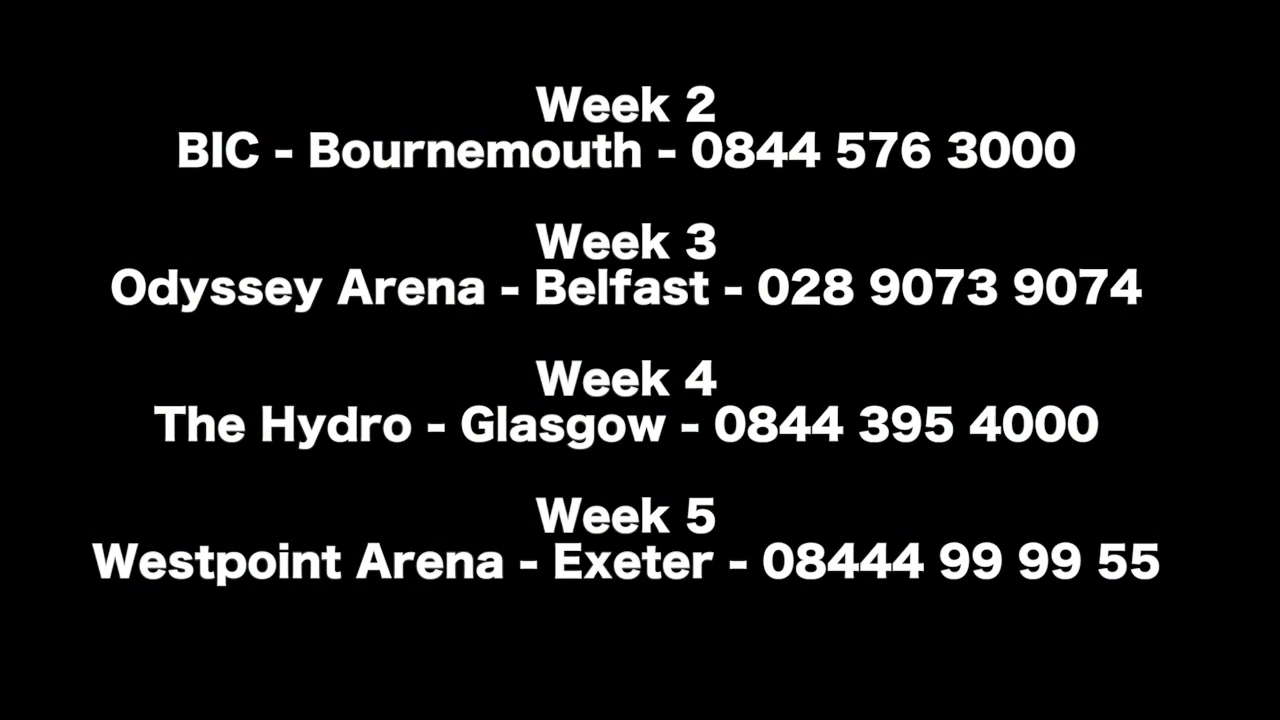 Week 2
BIC - Bournemouth - 0844 576 3000
Week 3
Odyssey Arena - Belfast - 028 9073 9074
Week 4
The Hydro - Glasgow - 0844 395 4000
Week 5
Westpoint Arena - Exeter - 08444 99 99 55